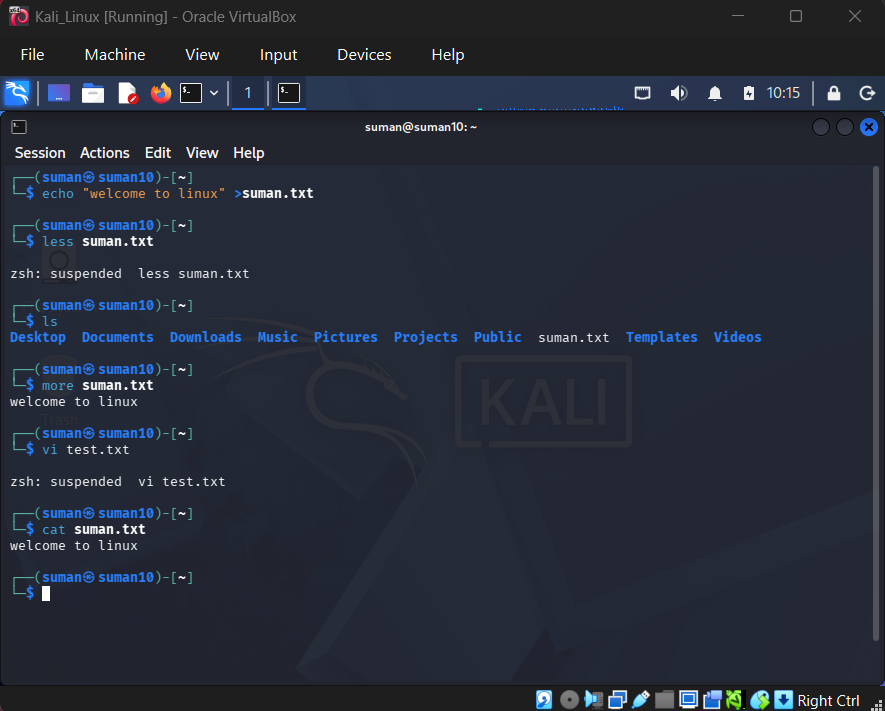 Kali_Linux [Running] - Oracle VirtualBox
File Machine View Input Devices Help
1 10:15
suman@suman10: ~
Session Actions Edit View Help
┌──(suman㉿suman10)-[~]
└─$ echo "welcome to linux" >suman.txt
┌──(suman㉿suman10)-[~]
└─$ less suman.txt
zsh: suspended  less suman.txt
┌──(suman㉿suman10)-[~]
└─$ ls
Desktop Documents Downloads Music Pictures Projects Public suman.txt Templates Videos
┌──(suman㉿suman10)-[~]
└─$ more suman.txt
welcome to linux
Trash
┌──(suman㉿suman10)-[~]
└─$ vi test.txt
zsh: suspended  vi test.txt
┌──(suman㉿suman10)-[~]
└─$ cat suman.txt
welcome to linux
┌──(suman㉿suman10)-[~]
└─$
KALI
Right Ctrl